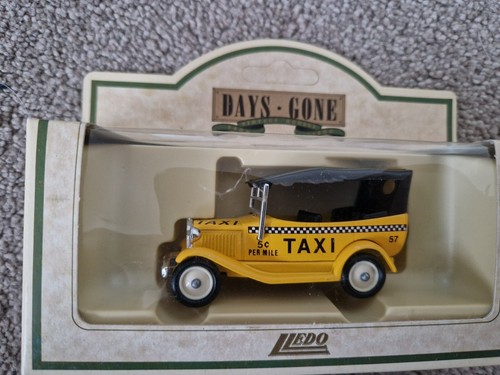 DAYS · GONE
TAXI
5¢ TAXI 57
PER MILE
LLEDO